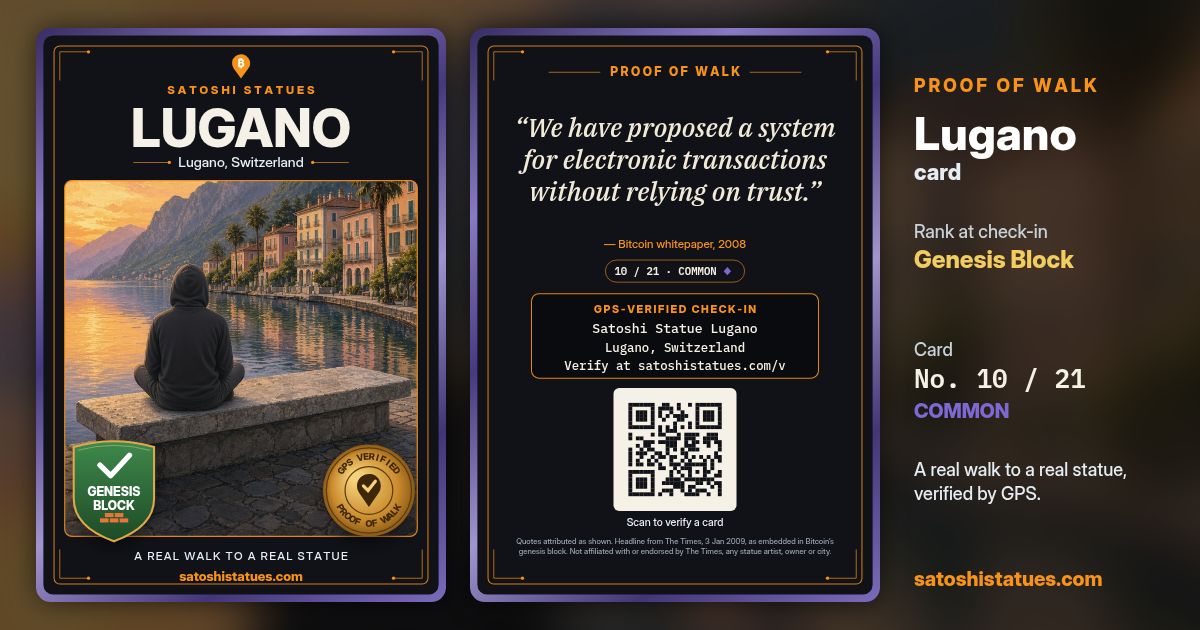 SATOSHI STATUES
LUGANO
Lugano, Switzerland
GENESIS
BLOCK
GPS VERIFIED
PROOF OF WALK
A REAL WALK TO A REAL STATUE
satoshistatues.com
PROOF OF WALK
“We have proposed a system
for electronic transactions
without relying on trust.”
— Bitcoin whitepaper, 2008
10 / 21 · COMMON
GPS-VERIFIED CHECK-IN
Satoshi Statue Lugano
Lugano, Switzerland
Verify at satoshistatues.com/v
Scan to verify a card
Quotes attributed as shown. Headline from The Times, 3 Jan 2009, as embedded in Bitcoin's
genesis block. Not affiliated with or endorsed by The Times, any statue artist, owner or city.
PROOF OF WALK
Lugano
card
Rank at check-in
Genesis Block
Card
No. 10 / 21
COMMON
A real walk to a real statue,
verified by GPS.
satoshistatues.com